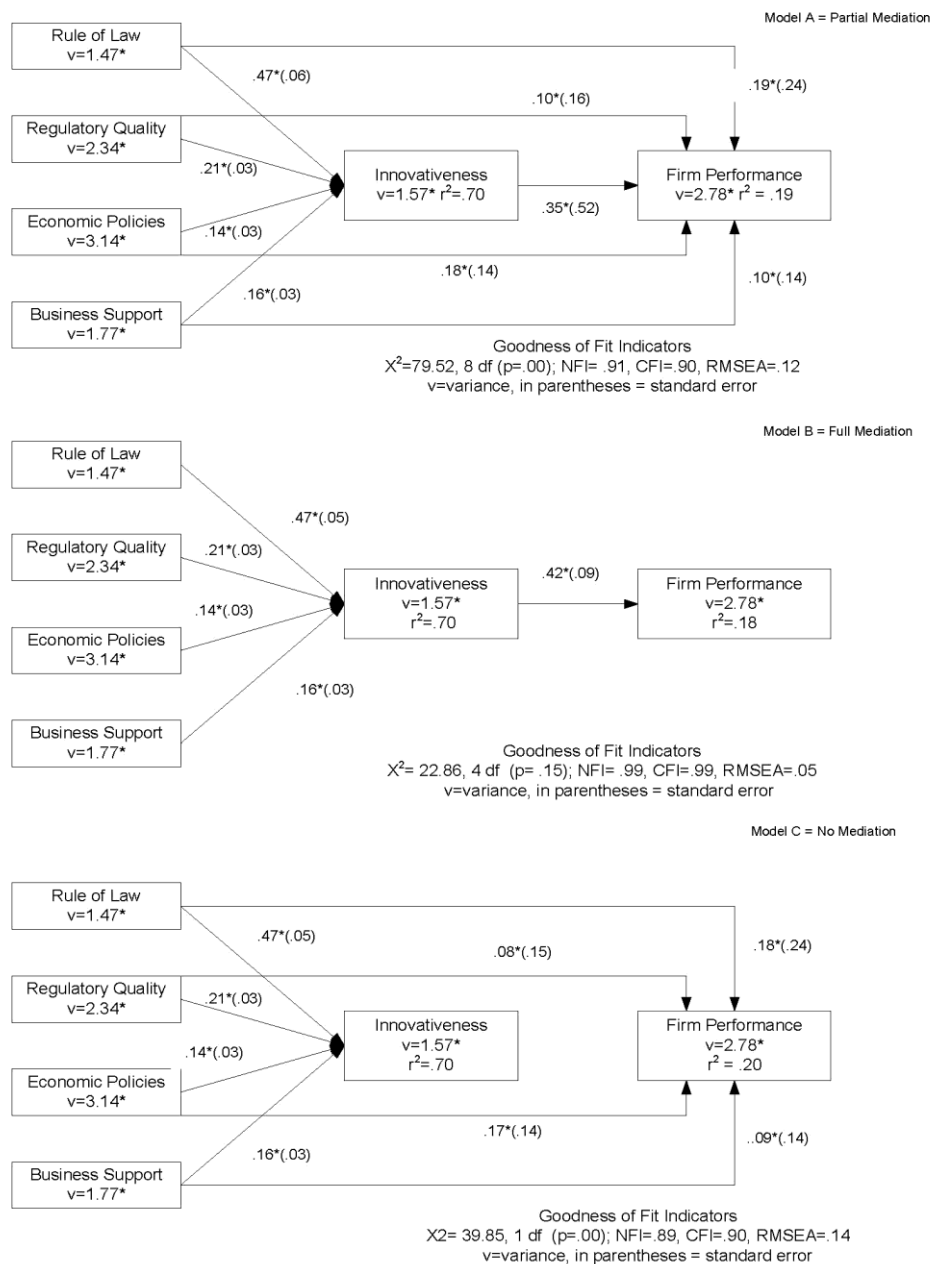 Model A = Partial Mediation
Rule of Law
v=1.47*
.47*(.06)
.19*(.24)
.10*(.16)
Regulatory Quality
v=2.34*
.21*(.03)
Innovativeness
v=1.57* r²=.70
Firm Performance
v=2.78* r² = .19
.35*(.52)
Economic Policies
v=3.14*
.14*(.03)
.18*(.14)
.10*(.14)
.16*(.03)
Business Support
v=1.77*
Goodness of Fit Indicators
X²=79.52, 8 df (p=.00); NFI= .91, CFI=.90, RMSEA=.12
v=variance, in parentheses = standard error
Model B = Full Mediation
Rule of Law
v=1.47*
.47*(.05)
Regulatory Quality
v=2.34*
.21*(.03)
.42*(.09)
Innovativeness
v=1.57*
r²=.70
Firm Performance
v=2.78*
r²=.18
.14*(.03)
Economic Policies
v=3.14*
.16*(.03)
Business Support
v=1.77*
Goodness of Fit Indicators
X²= 22.86, 4 df (p= .15); NFI= .99, CFI=.99, RMSEA=.05
v=variance, in parentheses = standard error
Model C = No Mediation
Rule of Law
v=1.47*
.47*(.05)
.08*(.15)
.18*(.24)
Regulatory Quality
v=2.34*
.21*(.03)
Innovativeness
v=1.57*
r²=.70
Firm Performance
v=2.78*
r² = .20
.14*(.03)
Economic Policies
v=3.14*
.17*(.14)
..09*(.14)
.16*(.03)
Business Support
v=1.77*
Goodness of Fit Indicators
X2= 39.85, 1 df (p=.00); NFI=.89, CFI=.90, RMSEA=.14
v=variance, in parentheses = standard error